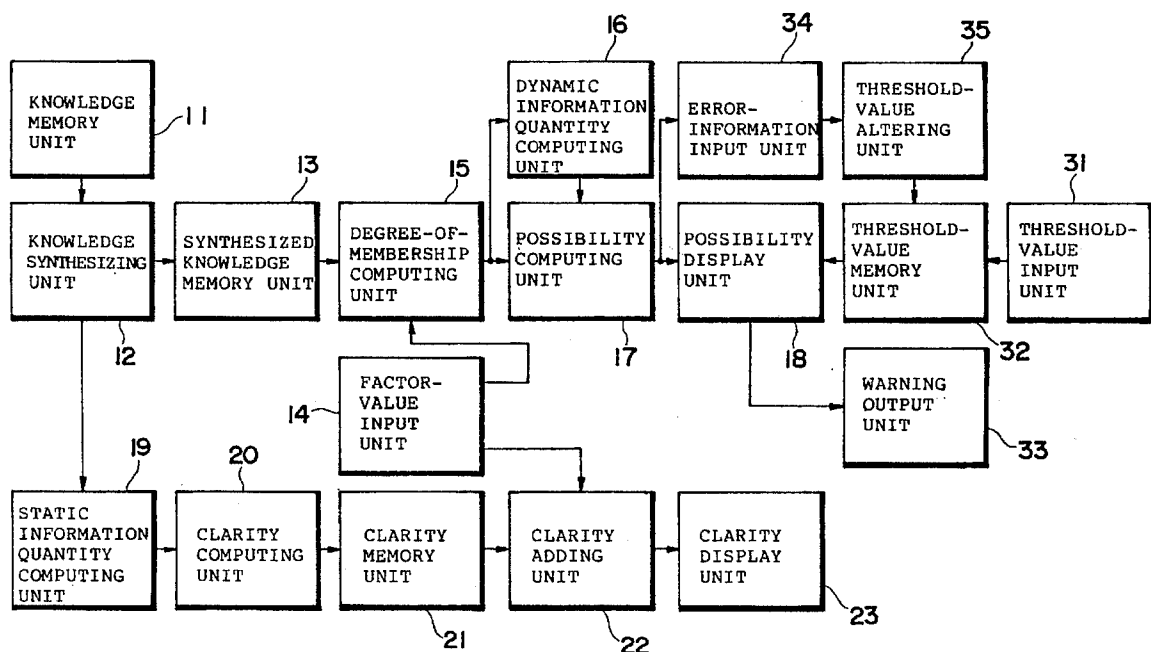 16
34
35
KNOWLEDGE
MEMORY
UNIT
11
DYNAMIC
INFORMATION
QUANTITY
COMPUTING
UNIT
ERROR-
INFORMATION
INPUT UNIT
THRESHOLD-
VALUE
ALTERING
UNIT
13
15
31
KNOWLEDGE
SYNTHESIZING
UNIT
12
SYNTHESIZED
KNOWLEDGE
MEMORY UNIT
DEGREE-OF-
MEMBERSHIP
COMPUTING
UNIT
POSSIBILITY
COMPUTING
UNIT
17
POSSIBILITY
DISPLAY
UNIT
18
THRESHOLD-
VALUE
MEMORY
UNIT
32
THRESHOLD-
VALUE
INPUT
UNIT
14
FACTOR-
VALUE
INPUT
UNIT
WARNING
OUTPUT
UNIT
33
19
20
STATIC
INFORMATION
QUANTITY
COMPUTING
UNIT
CLARITY
COMPUTING
UNIT
CLARITY
MEMORY
UNIT
21
CLARITY
ADDING
UNIT
22
CLARITY
DISPLAY
UNIT
23